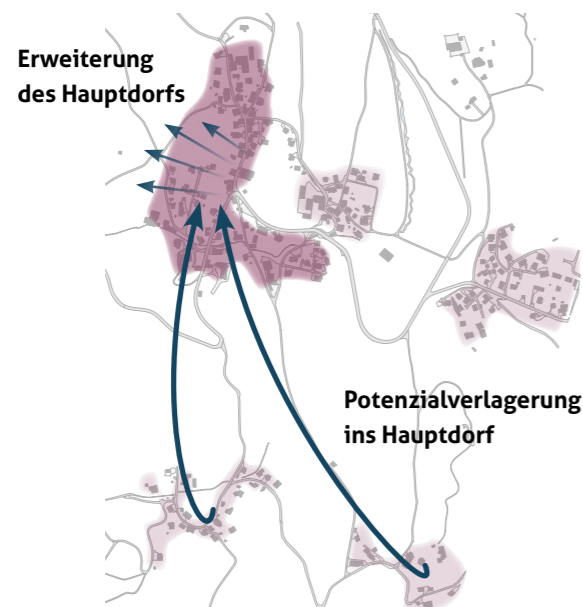 Erweiterung
des Hauptdorfs
Potenzialverlagerung
ins Hauptdorf